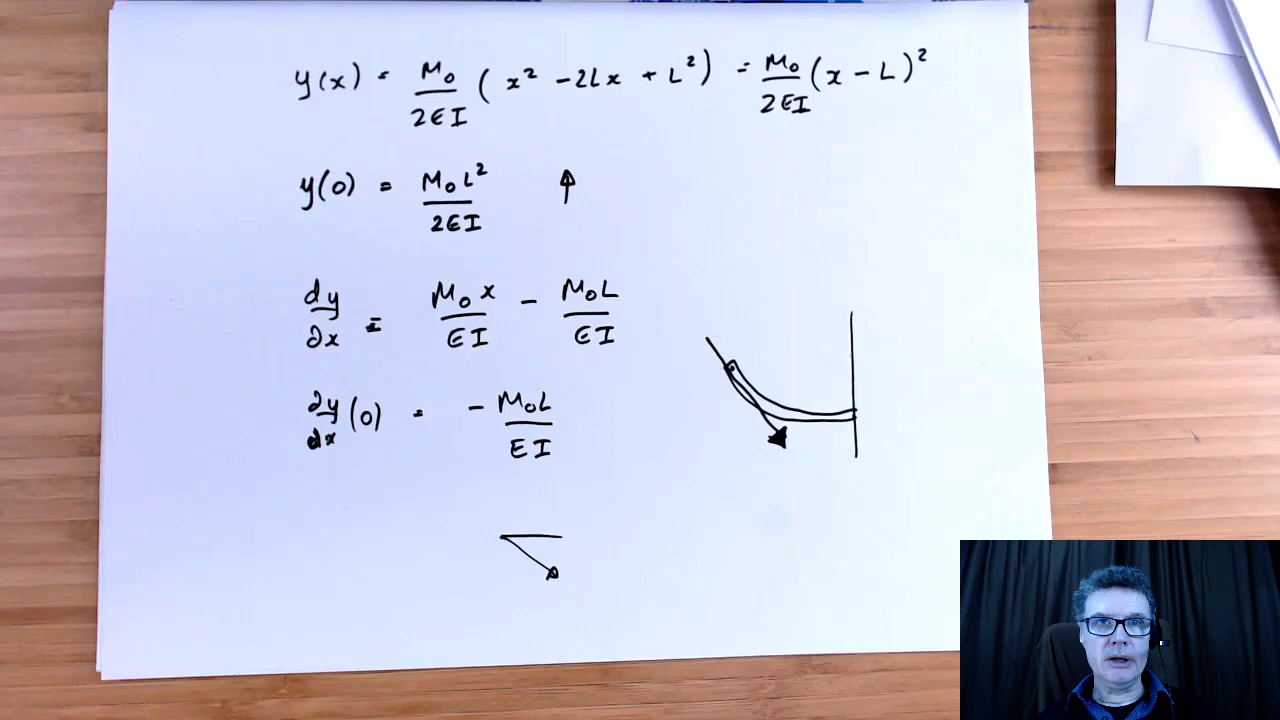 y(x) = M₀/2EI ( x² - 2Lx + L² ) = M₀/2EI (x - L)²
y(0) = M₀L²/2EI ↑
dy/dx = M₀x/EI - M₀L/EI
dy/dx (0) = - M₀L/EI